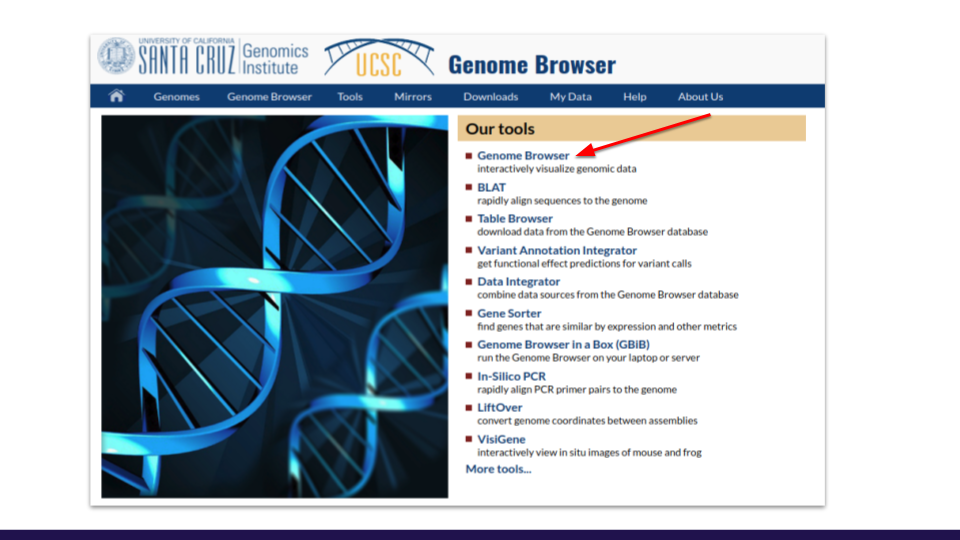 UNIVERSITY OF CALIFORNIA
SANTA CRUZ
Genomics
Institute
UCSC
Genome Browser
Genomes
Genome Browser
Tools
Mirrors
Downloads
My Data
Help
About Us
Our tools
Genome Browser
interactively visualize genomic data
BLAT
rapidly align sequences to the genome
Table Browser
download data from the Genome Browser database
Variant Annotation Integrator
get functional effect predictions for variant calls
Data Integrator
combine data sources from the Genome Browser database
Gene Sorter
find genes that are similar by expression and other metrics
Genome Browser in a Box (GBiB)
run the Genome Browser on your laptop or server
In-Silico PCR
rapidly align PCR primer pairs to the genome
LiftOver
convert genome coordinates between assemblies
VisiGene
interactively view in situ images of mouse and frog
More tools...